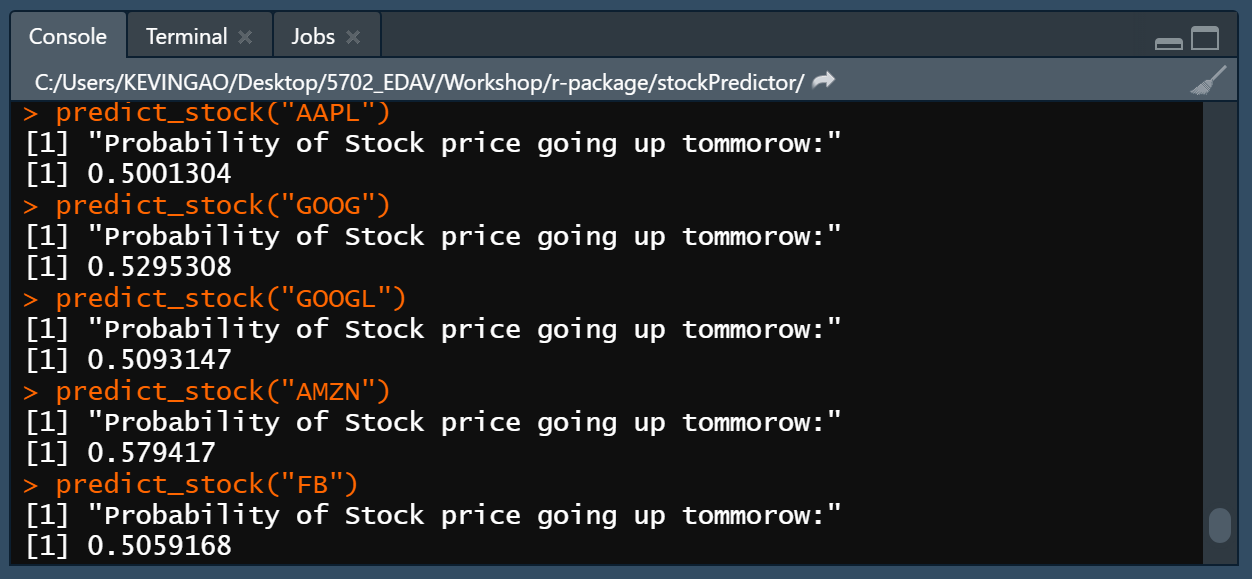 Console Terminal Jobs
C:/Users/KEVINGAO/Desktop/5702_EDAV/Workshop/r-package/stockPredictor/
> predict_stock("AAPL")
[1] "Probability of Stock price going up tommorow:"
[1] 0.5001304
> predict_stock("GOOG")
[1] "Probability of Stock price going up tommorow:"
[1] 0.5295308
> predict_stock("GOOGL")
[1] "Probability of Stock price going up tommorow:"
[1] 0.5093147
> predict_stock("AMZN")
[1] "Probability of Stock price going up tommorow:"
[1] 0.579417
> predict_stock("FB")
[1] "Probability of Stock price going up tommorow:"
[1] 0.5059168